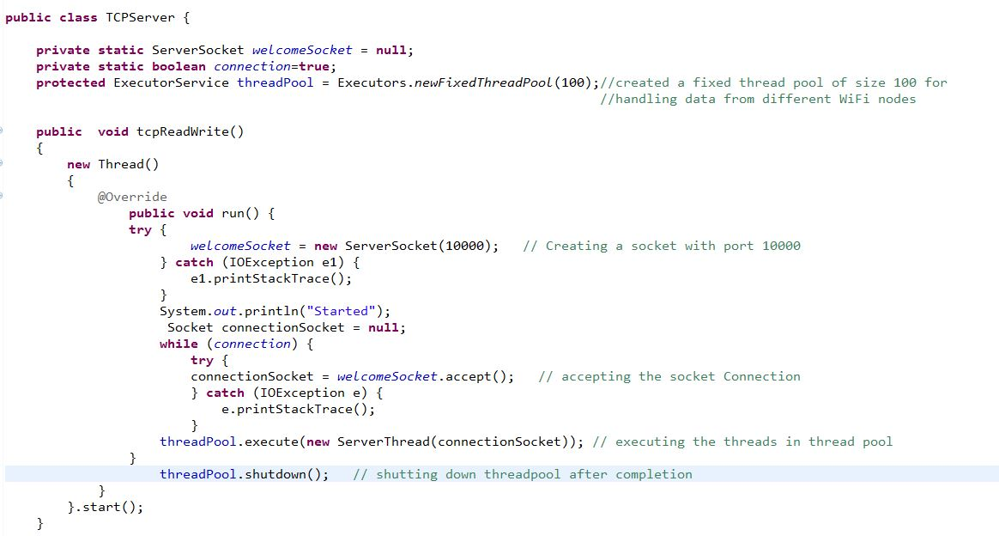 public class TCPServer {
private static ServerSocket welcomeSocket = null;
private static boolean connection=true;
protected ExecutorService threadPool = Executors.newFixedThreadPool(100);//created a fixed thread pool of size 100 for
//handling data from different WiFi nodes
public  void tcpReadWrite()
{
new Thread()
{
@Override
public void run() {
try {
welcomeSocket = new ServerSocket(10000);   // Creating a socket with port 10000
} catch (IOException e1) {
e1.printStackTrace();
}
System.out.println("Started");
Socket connectionSocket = null;
while (connection) {
try {
connectionSocket = welcomeSocket.accept();   // accepting the socket Connection
} catch (IOException e) {
e.printStackTrace();
}
threadPool.execute(new ServerThread(connectionSocket)); // executing the threads in thread pool
}
threadPool.shutdown();   // shutting down threadpool after completion
}
}.start();
}